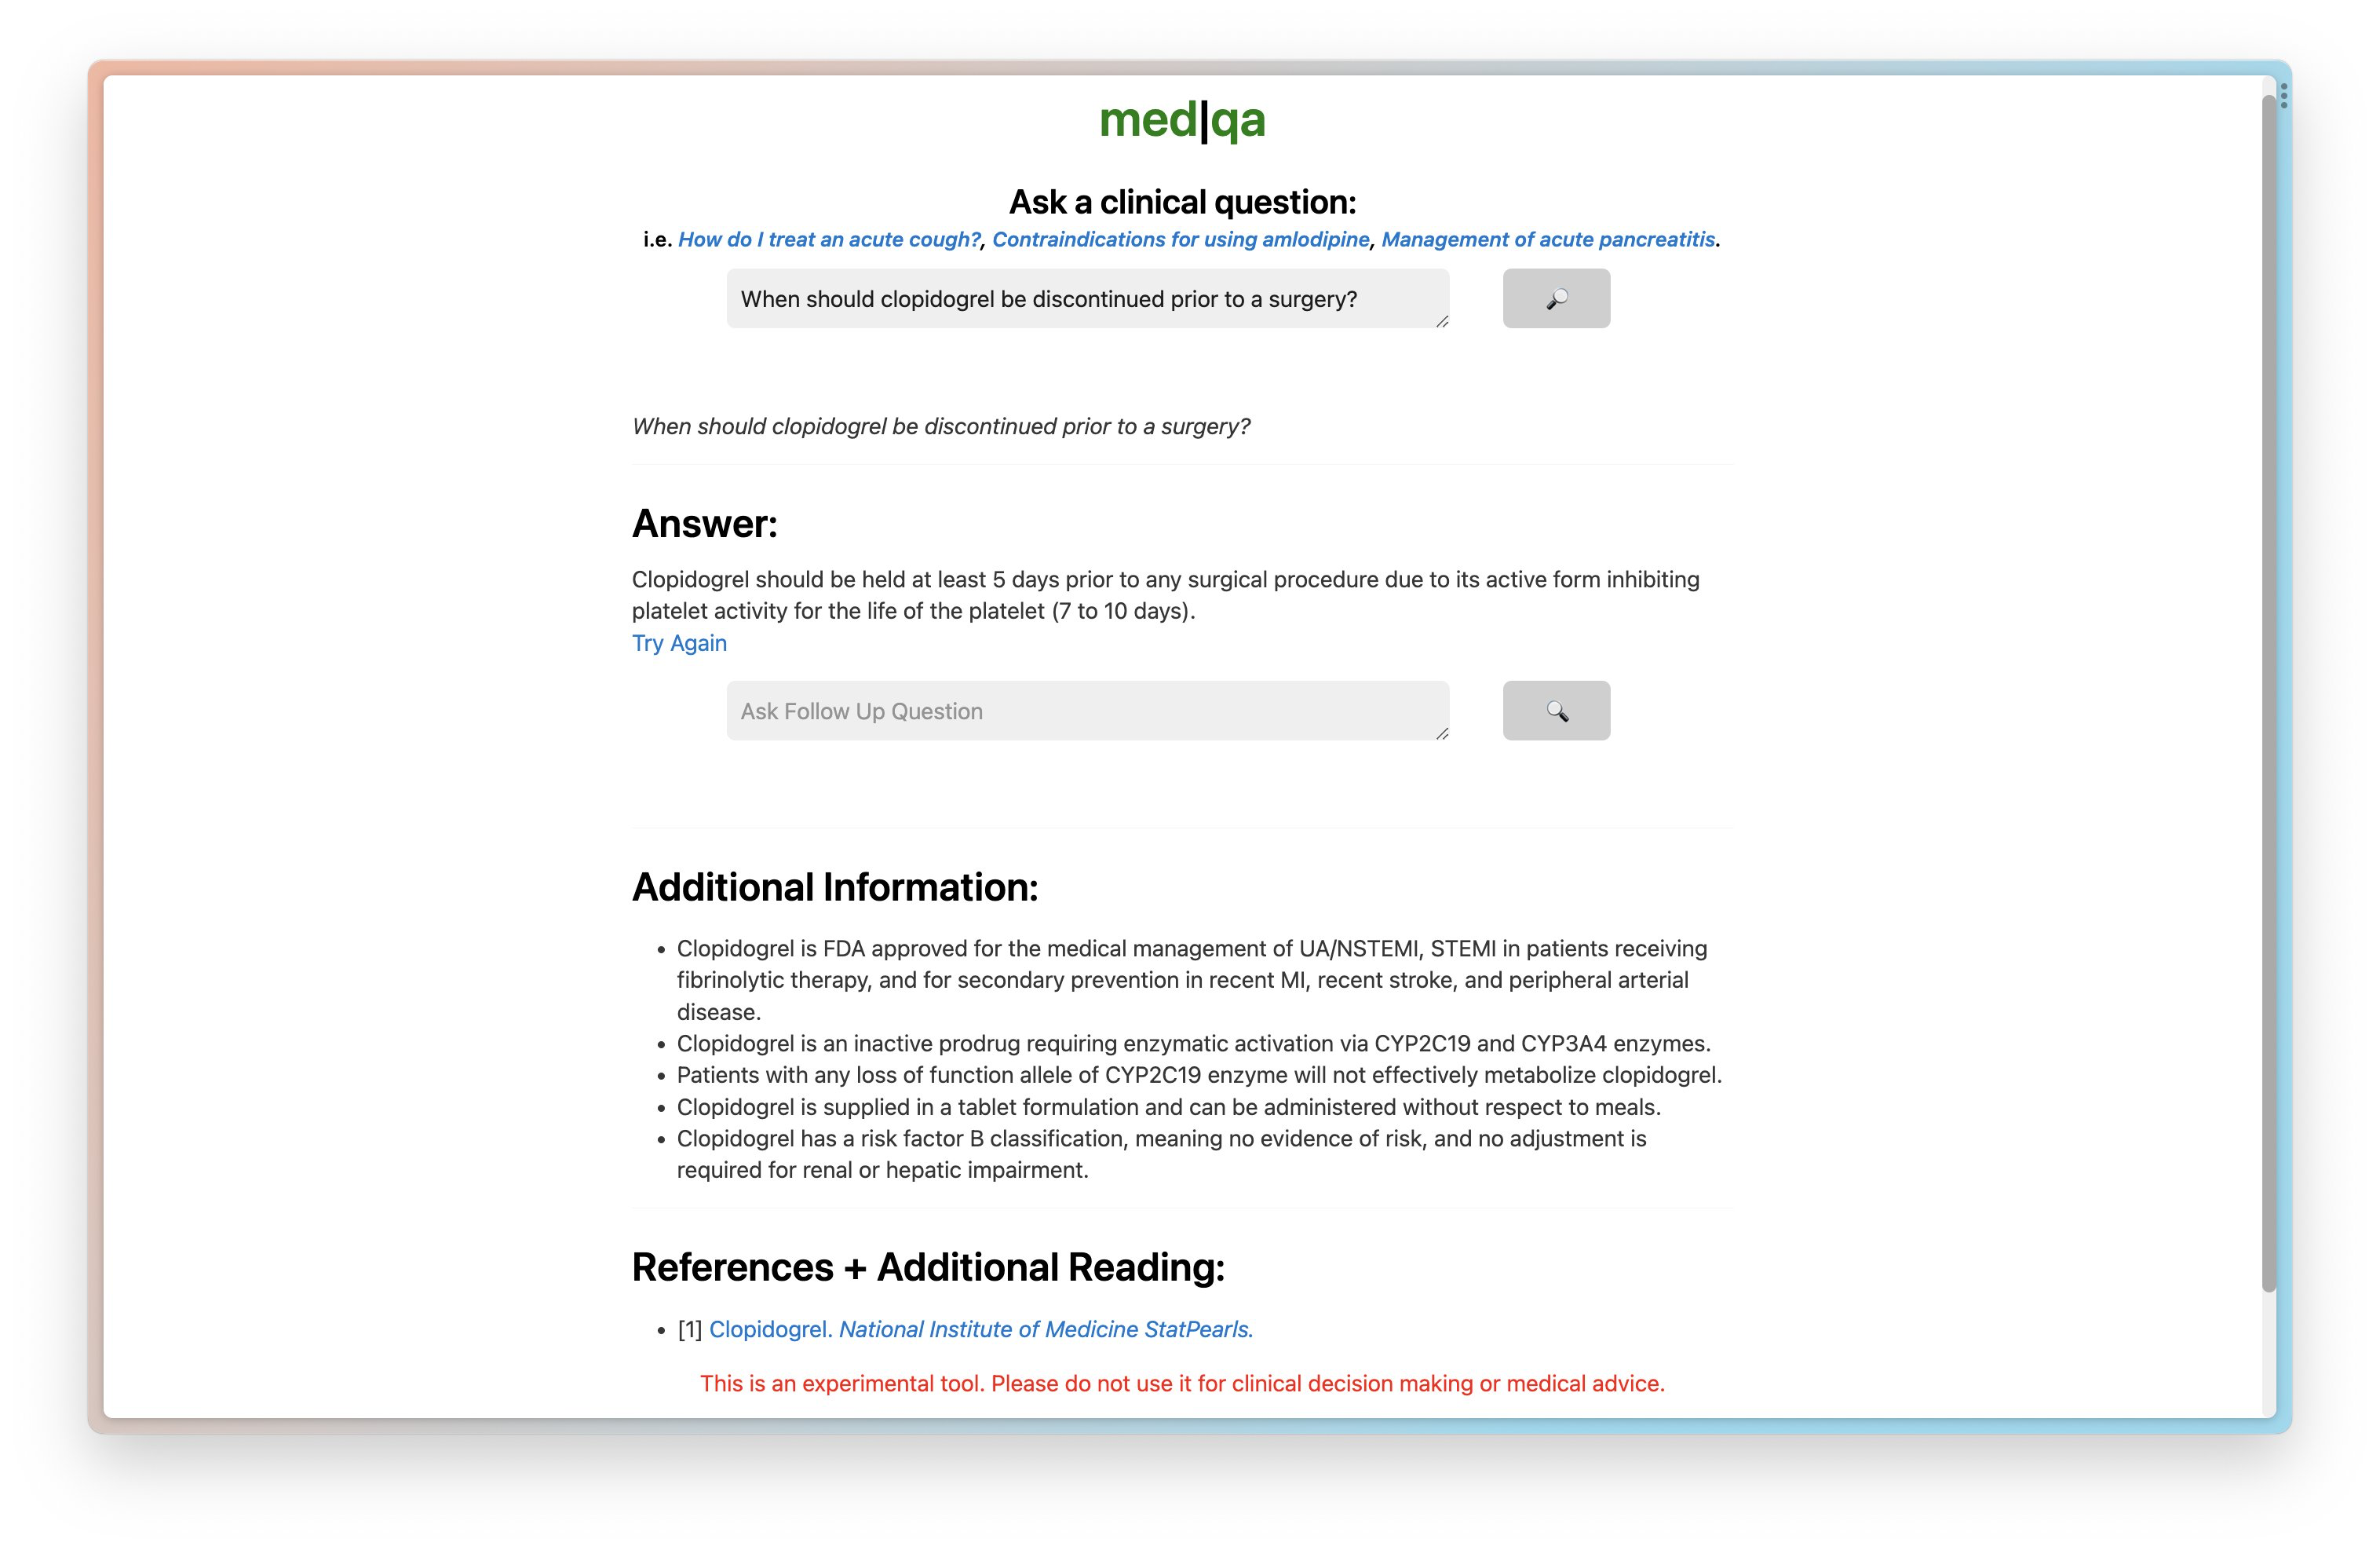 med|qa
Ask a clinical question:
i.e. How do I treat an acute cough?, Contraindications for using amlodipine, Management of acute pancreatitis.
When should clopidogrel be discontinued prior to a surgery?
When should clopidogrel be discontinued prior to a surgery?
Answer:
Clopidogrel should be held at least 5 days prior to any surgical procedure due to its active form inhibiting
platelet activity for the life of the platelet (7 to 10 days).
Try Again
Ask Follow Up Question
Additional Information:
• Clopidogrel is FDA approved for the medical management of UA/NSTEMI, STEMI in patients receiving
fibrinolytic therapy, and for secondary prevention in recent MI, recent stroke, and peripheral arterial
disease.
• Clopidogrel is an inactive prodrug requiring enzymatic activation via CYP2C19 and CYP3A4 enzymes.
• Patients with any loss of function allele of CYP2C19 enzyme will not effectively metabolize clopidogrel.
• Clopidogrel is supplied in a tablet formulation and can be administered without respect to meals.
• Clopidogrel has a risk factor B classification, meaning no evidence of risk, and no adjustment is
required for renal or hepatic impairment.
References + Additional Reading:
• [1] Clopidogrel. National Institute of Medicine StatPearls.
This is an experimental tool. Please do not use it for clinical decision making or medical advice.